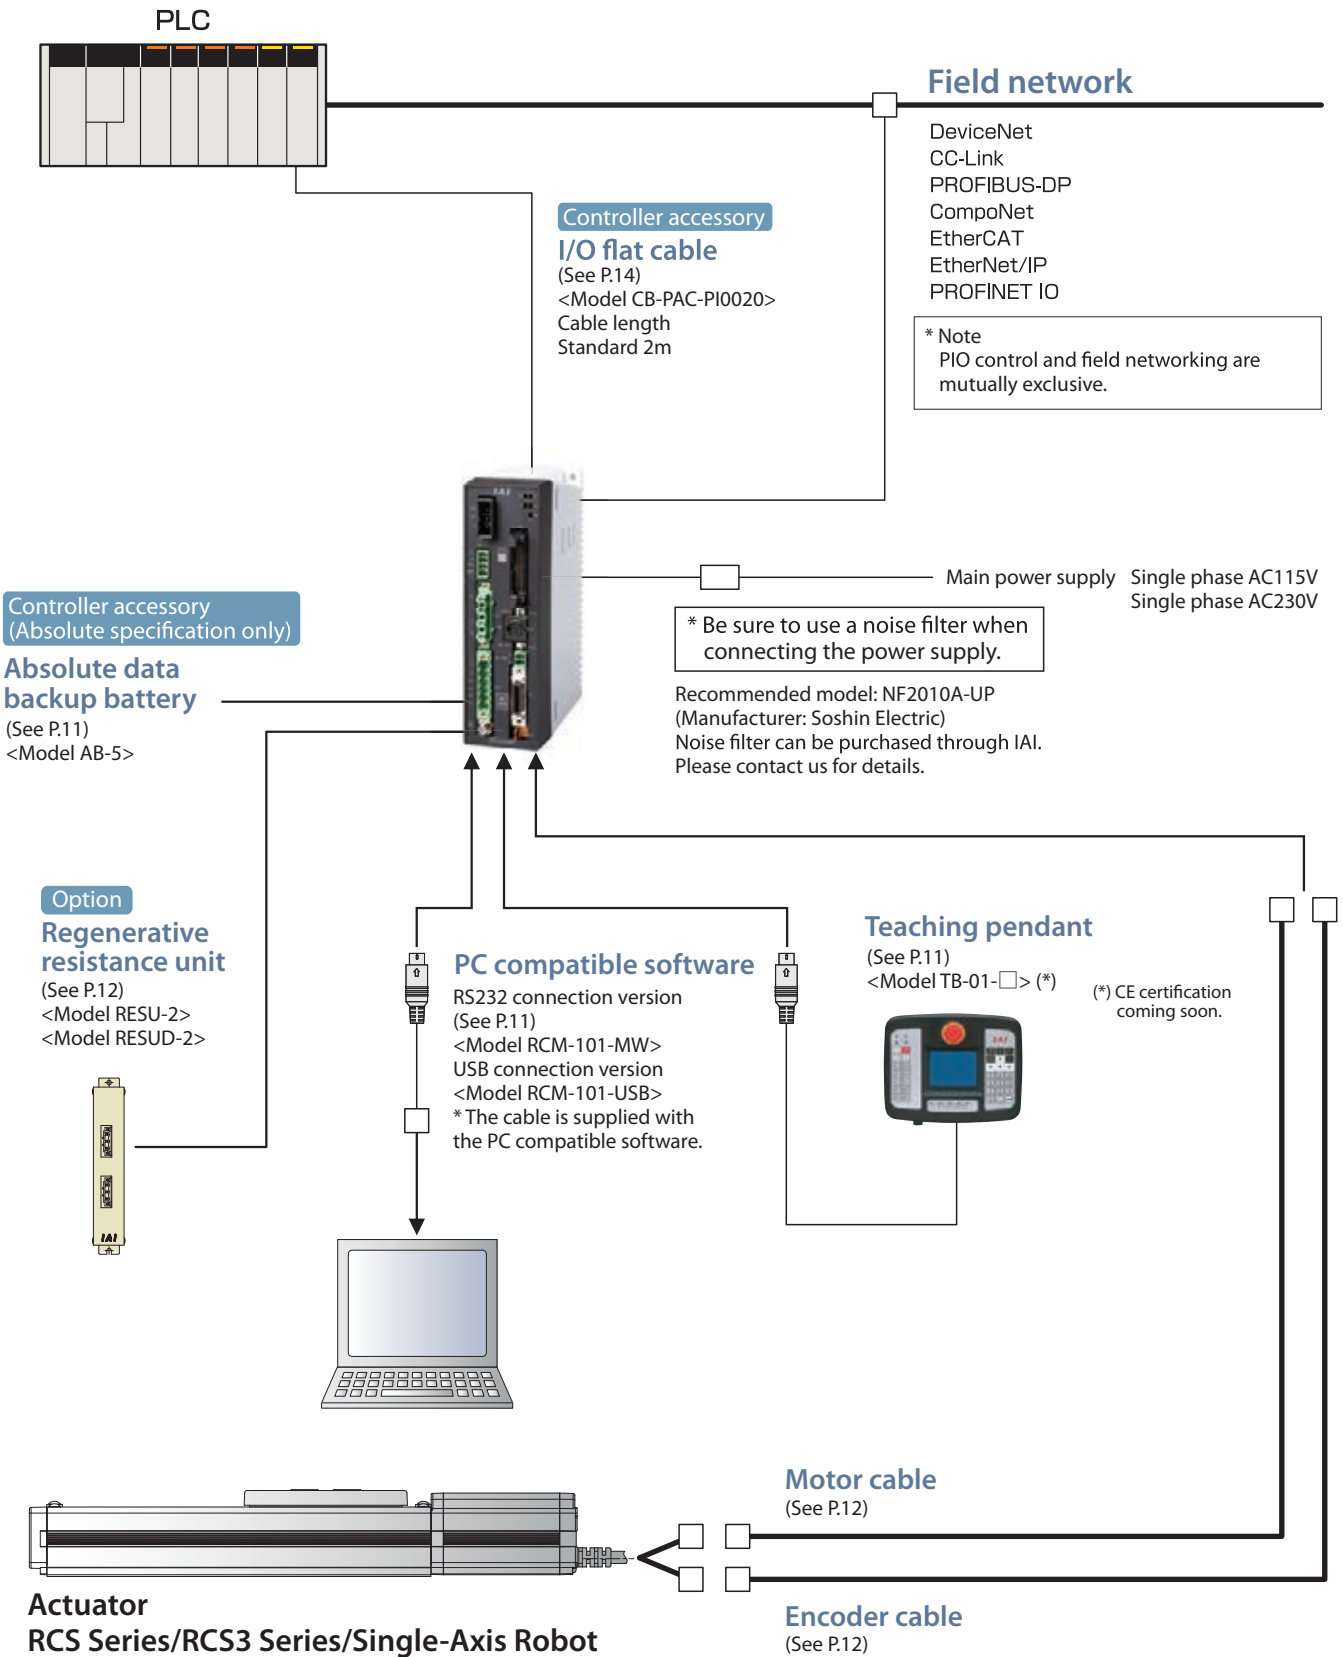 PLC
Field network
DeviceNet
CC-Link
PROFIBUS-DP
CompoNet
EtherCAT
EtherNet/IP
PROFINET IO
* Note
PIO control and field networking are
mutually exclusive.
Controller accessory
I/O flat cable
(See P.14)
<Model CB-PAC-PI0020>
Cable length
Standard 2m
IAI
Main power supply Single phase AC115V
Single phase AC230V
* Be sure to use a noise filter when
connecting the power supply.
Recommended model: NF2010A-UP
(Manufacturer: Soshin Electric)
Noise filter can be purchased through IAI.
Please contact us for details.
Controller accessory
(Absolute specification only)
Absolute data
backup battery
(See P.11)
<Model AB-5>
Option
Regenerative
resistance unit
(See P.12)
<Model RESU-2>
<Model RESUD-2>
IAI
PC compatible software
RS232 connection version
(See P.11)
<Model RCM-101-MW>
USB connection version
<Model RCM-101-USB>
* The cable is supplied with
the PC compatible software.
Teaching pendant
(See P.11)
<Model TB-01-□> (*)
(*) CE certification
coming soon.
IAI
Motor cable
(See P.12)
Encoder cable
(See P.12)
Actuator
RCS Series/RCS3 Series/Single-Axis Robot